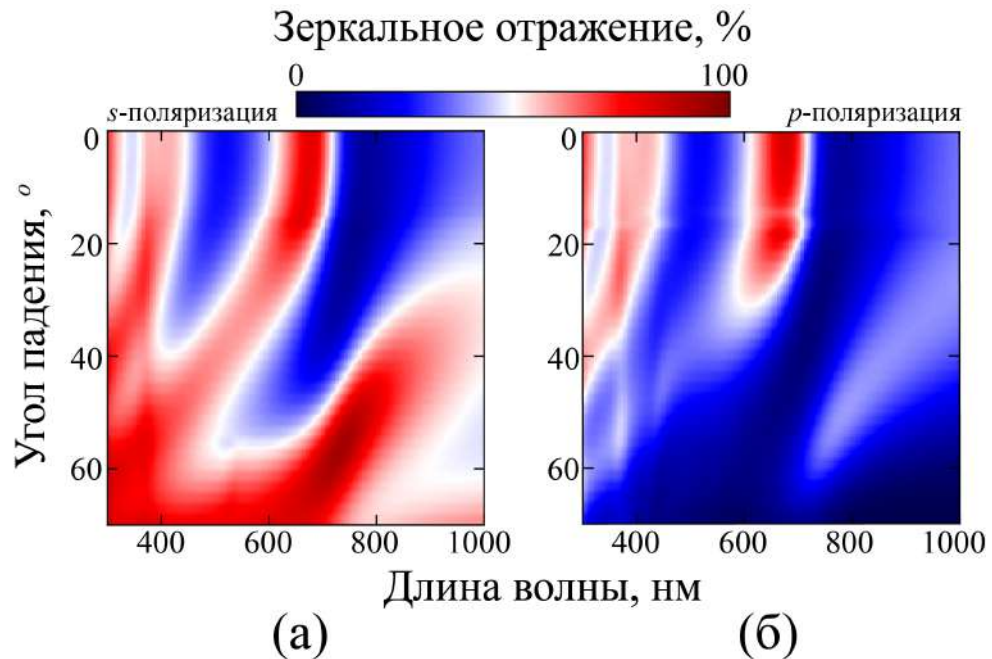 Зеркальное отражение, %
0 100
s-поляризация p-поляризация
0 0
20 20
40 40
60 60
Угол падения, °
400 600 800 1000 400 600 800 1000
Длина волны, нм
(а) (б)